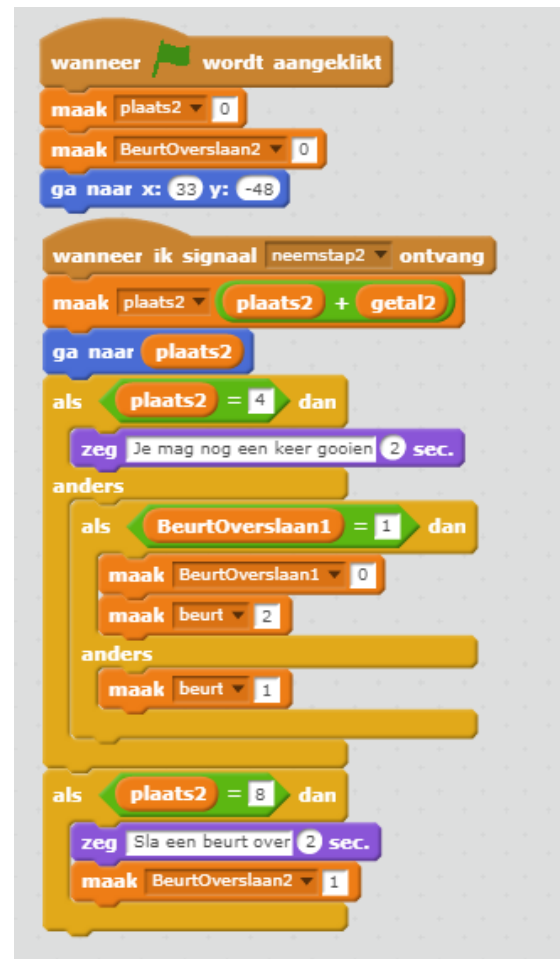 wanneer wordt aangeklikt
maak plaats2 0
maak BeurtOverslaan2 0
ga naar x: 33 y: -48
wanneer ik signaal neemstap2 ontvang
maak plaats2 plaats2 + getal2
ga naar plaats2
als plaats2 = 4 dan
zeg Je mag nog een keer gooien 2 sec.
anders
als BeurtOverslaan1 = 1 dan
maak BeurtOverslaan1 0
maak beurt 2
anders
maak beurt 1
als plaats2 = 8 dan
zeg Sla een beurt over 2 sec.
maak BeurtOverslaan2 1